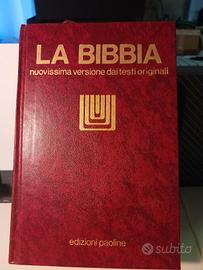 LA BIBBIA
nuovissima versione dai testi originali
edizioni paoline
subito